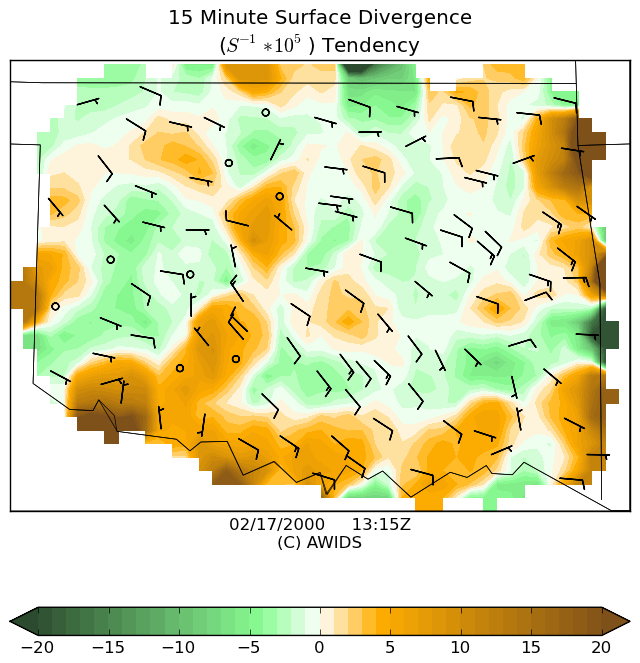 15 Minute Surface Divergence
(S⁻¹ *10⁵ ) Tendency
02/17/2000 13:15Z
(C) AWIDS
−20 −15 −10 −5 0 5 10 15 20